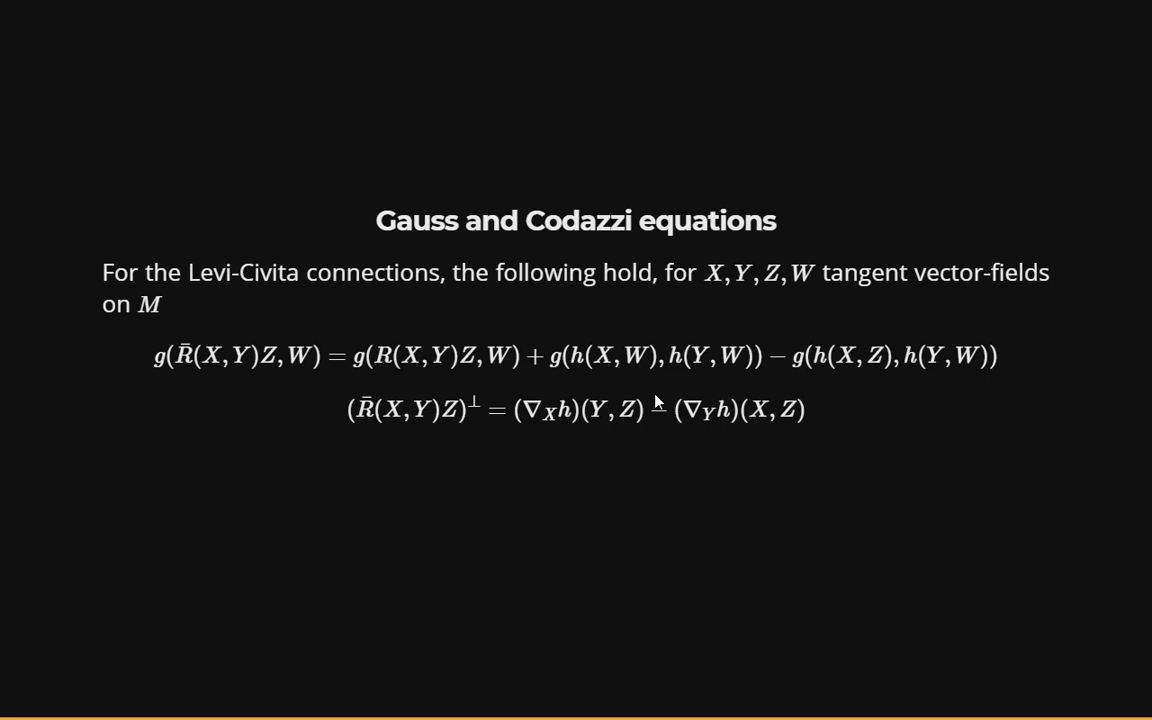 Gauss and Codazzi equations
For the Levi-Civita connections, the following hold, for X, Y, Z, W tangent vector-fields
on M
g(R̄(X, Y)Z, W) = g(R(X, Y)Z, W) + g(h(X, W), h(Y, W)) − g(h(X, Z), h(Y, W))
(R̄(X, Y)Z)⊥ = (∇_X h)(Y, Z) − (∇_Y h)(X, Z)